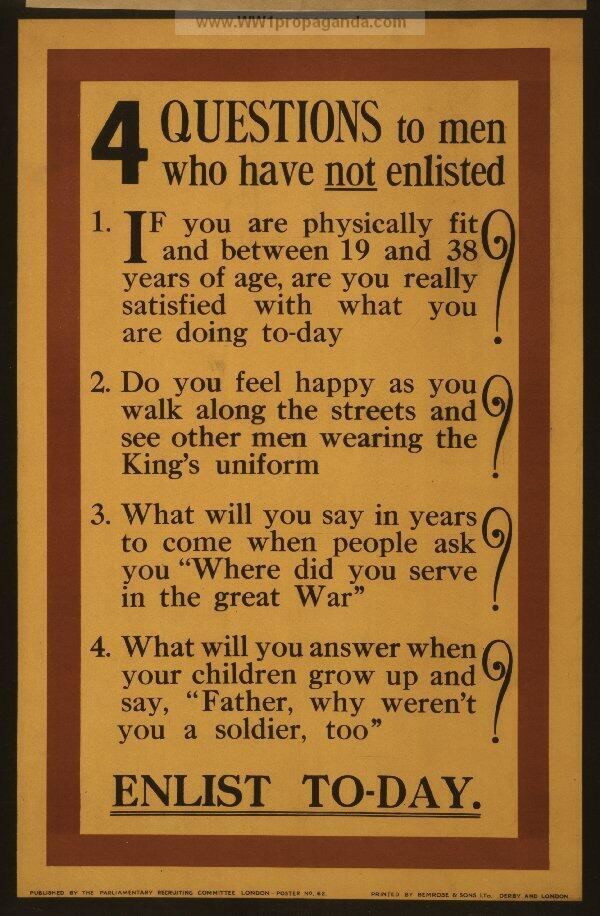 www.WW1propaganda.com
4 QUESTIONS to men
who have not enlisted
1. IF you are physically fit
and between 19 and 38
years of age, are you really
satisfied with what you
are doing to-day?
2. Do you feel happy as you
walk along the streets and
see other men wearing the
King's uniform?
3. What will you say in years
to come when people ask
you “Where did you serve
in the great War”?
4. What will you answer when
your children grow up and
say, “Father, why weren't
you a soldier, too”?
ENLIST TO-DAY.
PUBLISHED BY THE PARLIAMENTARY RECRUITING COMMITTEE LONDON - POSTER NO. 62. PRINTED BY BEMROSE & SONS LTD. DERBY AND LONDON